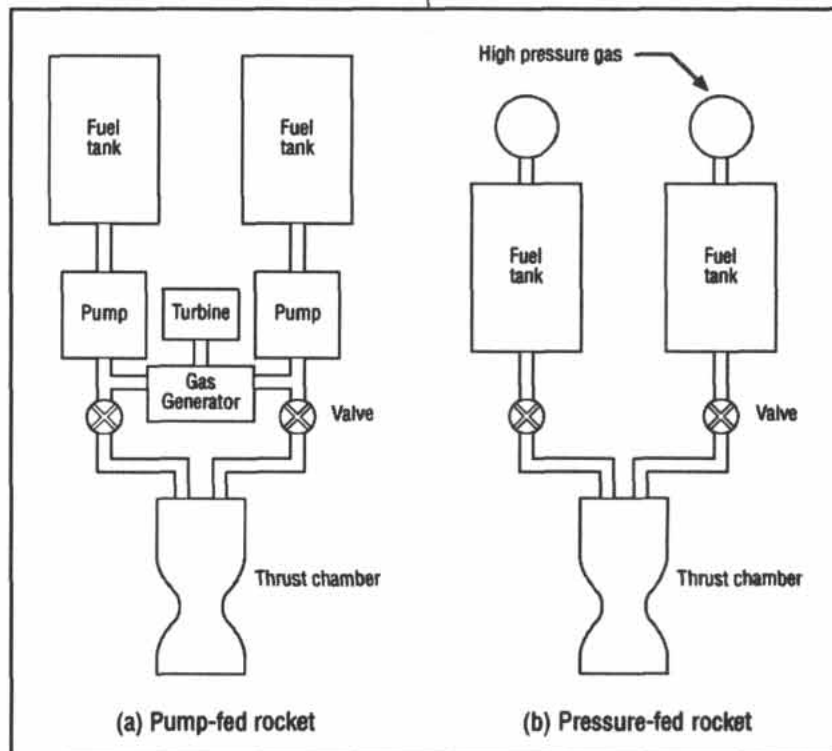 Fuel
tank
Fuel
tank
Pump
Turbine
Pump
Gas
Generator
Valve
Thrust chamber
(a) Pump-fed rocket
High pressure gas
Fuel
tank
Fuel
tank
Valve
Thrust chamber
(b) Pressure-fed rocket